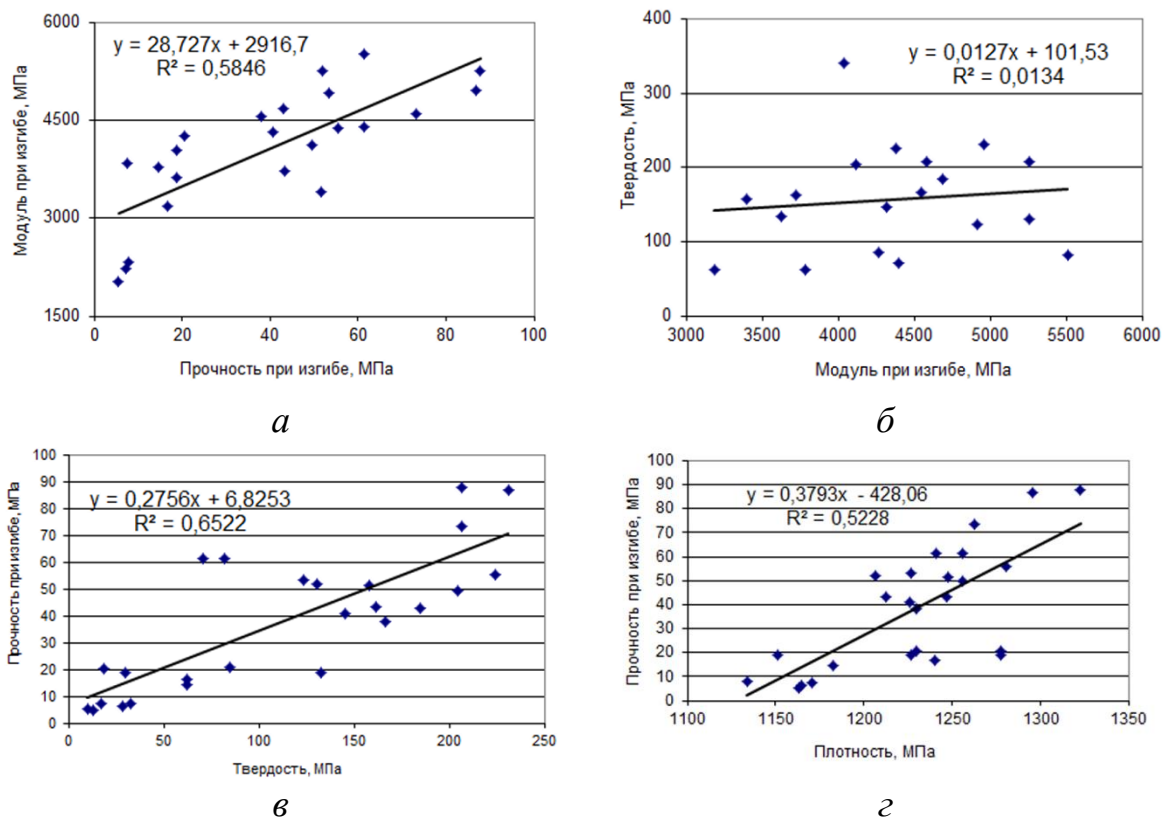 y = 28,727x + 2916,7
R² = 0,5846
Модуль при изгибе, МПа
6000
4500
3000
1500
0 20 40 60 80 100
Прочность при изгибе, МПа
а
y = 0,0127x + 101,53
R² = 0,0134
Твердость, МПа
400
300
200
100
0
3000 3500 4000 4500 5000 5500 6000
Модуль при изгибе, МПа
б
y = 0,2756x + 6,8253
R² = 0,6522
Прочность при изгибе, МПа
100
90
80
70
60
50
40
30
20
10
0
0 50 100 150 200 250
Твердость, МПа
в
y = 0,3793x - 428,06
R² = 0,5228
Прочность при изгибе, МПа
100
90
80
70
60
50
40
30
20
10
0
1100 1150 1200 1250 1300 1350
Плотность, МПа
г